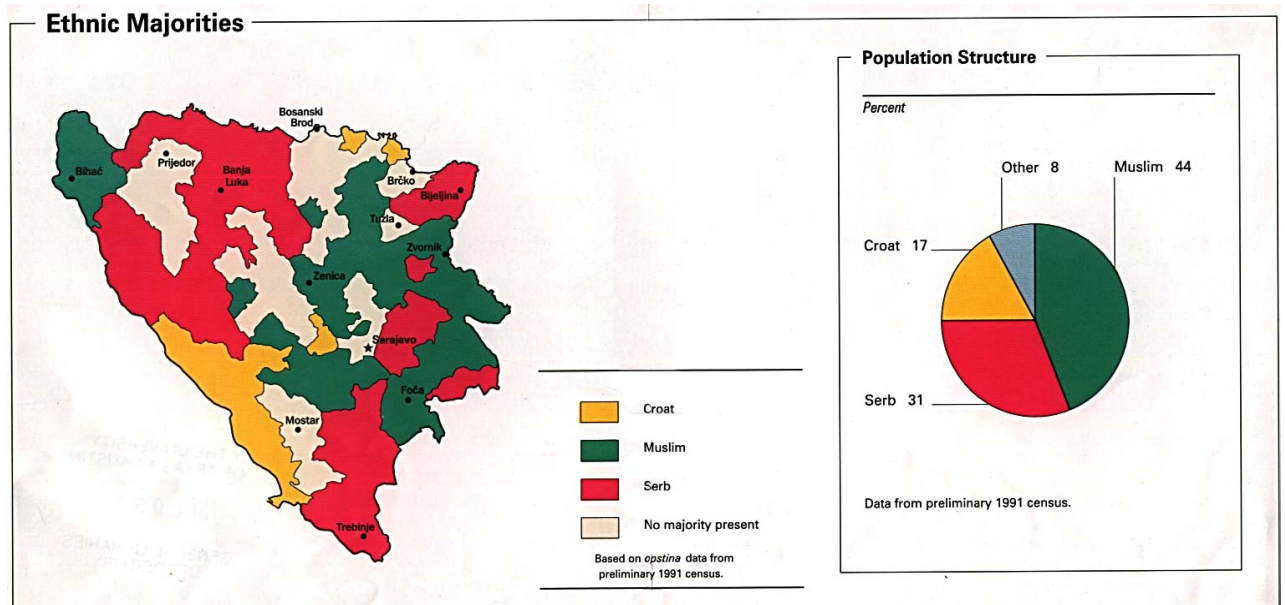 Ethnic Majorities
Bosanski
Brod
Bihać
Prijedor
Banja
Luka
Brčko
Bijeljina
Tuzla
Zvornik
Zenica
Sarajevo
Foča
Mostar
Trebinje
Croat
Muslim
Serb
No majority present
Based on opstina data from
preliminary 1991 census.
Population Structure
Percent
Other 8
Muslim 44
Croat 17
Serb 31
Data from preliminary 1991 census.